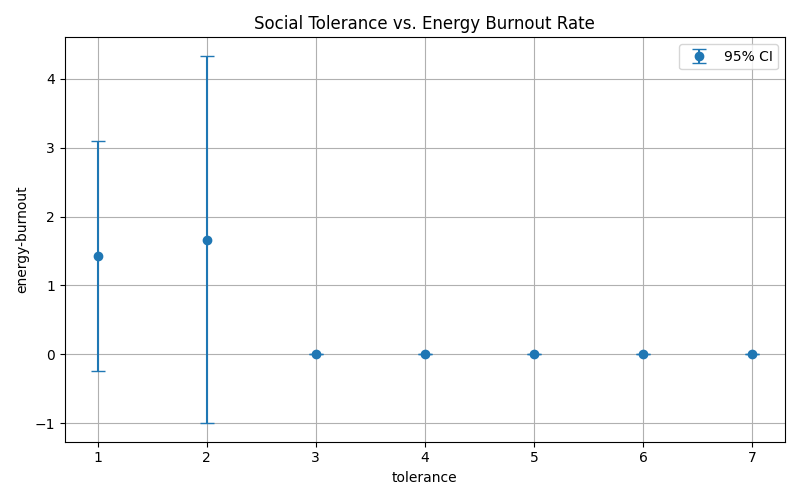 Social Tolerance vs. Energy Burnout Rate
95% CI
4
3
2
1
0
−1
energy-burnout
1 2 3 4 5 6 7
tolerance